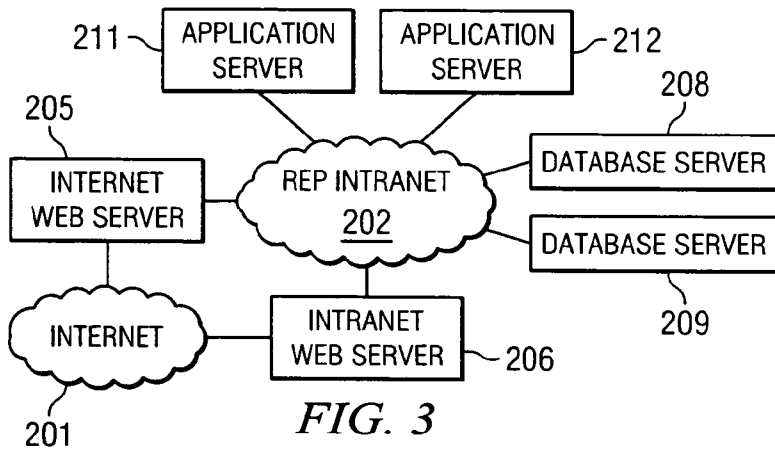 211
APPLICATION
SERVER
APPLICATION
SERVER
212
205
INTERNET
WEB SERVER
REP INTRANET
202
208
DATABASE SERVER
DATABASE SERVER
209
INTERNET
201
INTRANET
WEB SERVER
206
FIG. 3